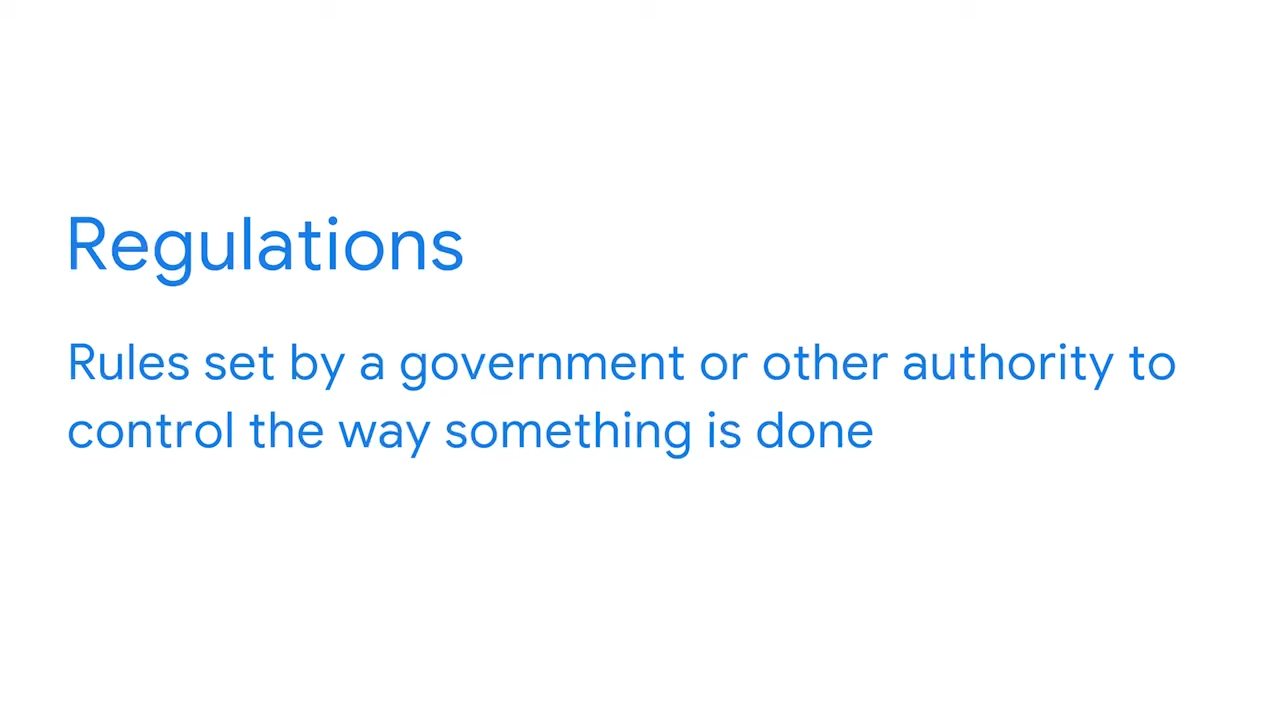 Regulations
Rules set by a government or other authority to
control the way something is done